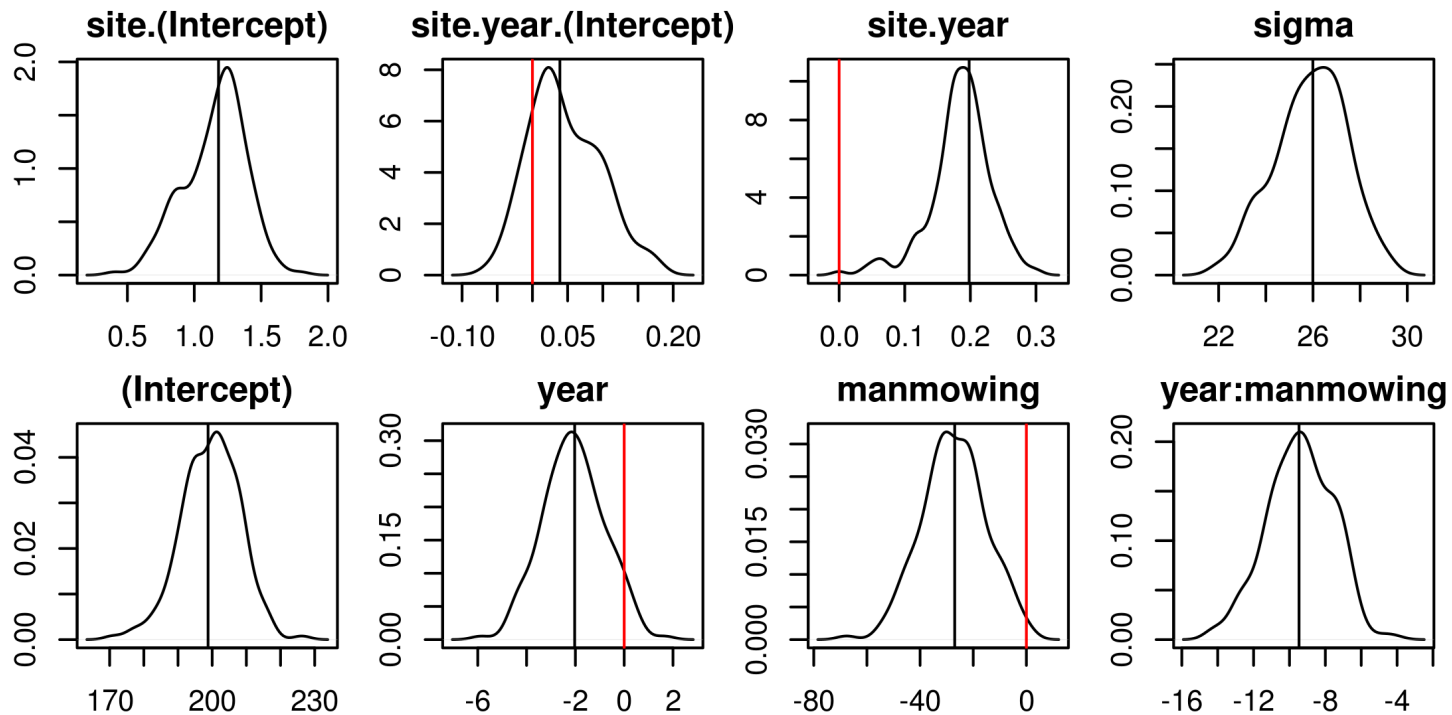 site.(Intercept) site.year.(Intercept) site.year sigma
0.0 1.0 2.0 0 2 4 6 8 0 4 8 0.00 0.10 0.20
0.5 1.0 1.5 2.0 -0.10 0.05 0.20 0.0 0.1 0.2 0.3 22 26 30
(Intercept) year manmowing year:manmowing
0.00 0.02 0.04 0.00 0.15 0.30 0.000 0.015 0.030 0.00 0.10 0.20
170 200 230 -6 -2 0 2 -80 -40 0 -16 -12 -8 -4